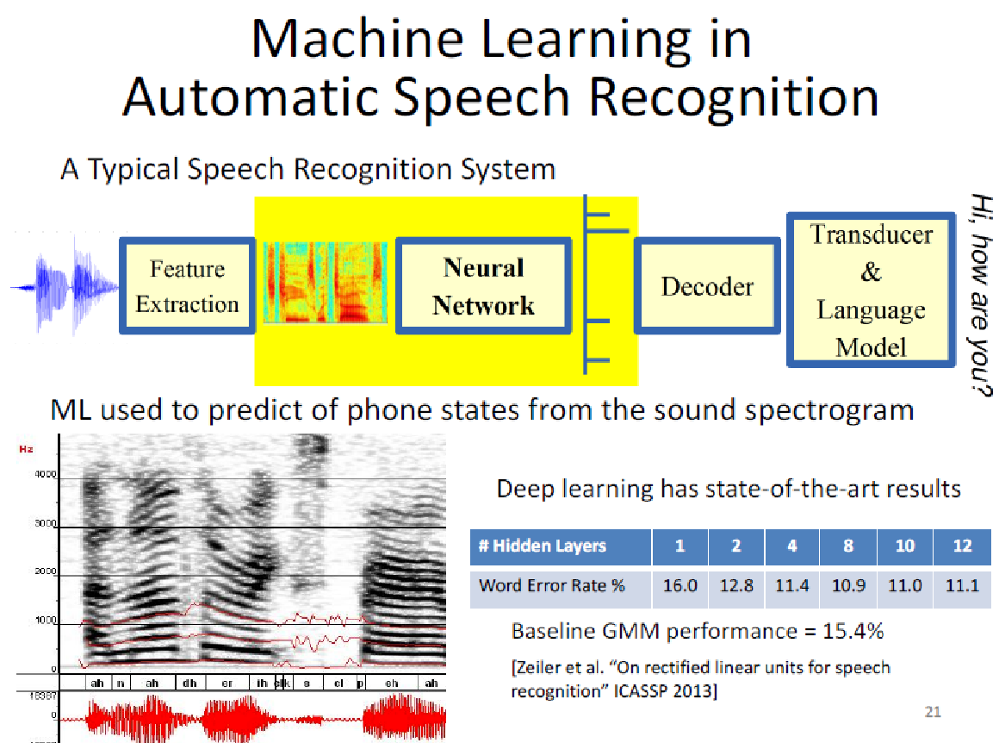 Machine Learning in
Automatic Speech Recognition
A Typical Speech Recognition System
Feature
Extraction
Neural
Network
Decoder
Transducer
&
Language
Model
Hi, how are you?
ML used to predict of phone states from the sound spectrogram
Hz
4000
3000
2000
1000
0
ah n ah dh er ih s cl p eh ah
16987
0
Deep learning has state-of-the-art results
# Hidden Layers 1 2 4 8 10 12
Word Error Rate % 16.0 12.8 11.4 10.9 11.0 11.1
Baseline GMM performance = 15.4%
[Zeiler et al. “On rectified linear units for speech
recognition” ICASSP 2013]
21